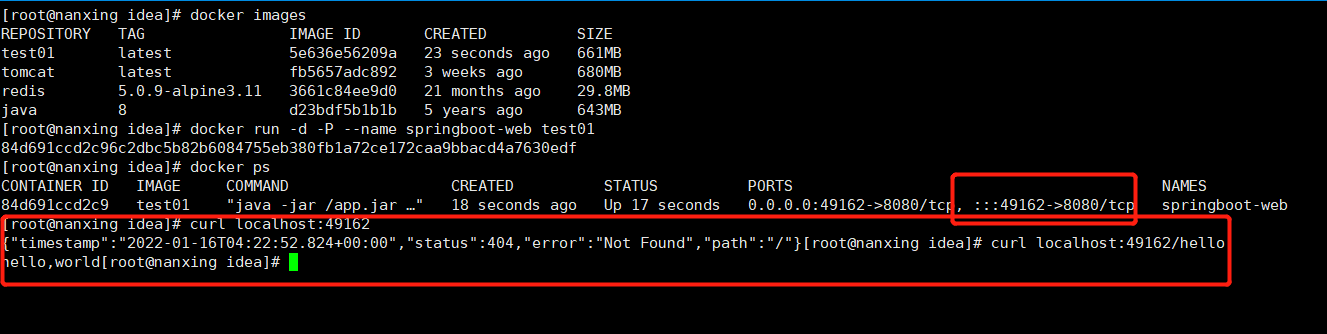 [root@nanxing idea]# docker images
REPOSITORY   TAG                IMAGE ID       CREATED          SIZE
test01       latest             5e636e56209a   23 seconds ago   661MB
tomcat       latest             fb5657adc892   3 weeks ago      680MB
redis        5.0.9-alpine3.11   3661c84ee9d0   21 months ago    29.8MB
java         8                  d23bdf5b1b1b   5 years ago      643MB
[root@nanxing idea]# docker run -d -P --name springboot-web test01
84d691ccd2c96c2dbc5b82b6084755eb380fb1a72ce172caa9bbacd4a7630edf
[root@nanxing idea]# docker ps
CONTAINER ID   IMAGE     COMMAND                  CREATED          STATUS          PORTS                                         NAMES
84d691ccd2c9   test01    "java -jar /app.jar …"   18 seconds ago   Up 17 seconds   0.0.0.0:49162->8080/tcp, :::49162->8080/tcp   springboot-web
[root@nanxing idea]# curl localhost:49162
{"timestamp":"2022-01-16T04:22:52.824+00:00","status":404,"error":"Not Found","path":"/"}[root@nanxing idea]# curl localhost:49162/hello
hello,world[root@nanxing idea]#